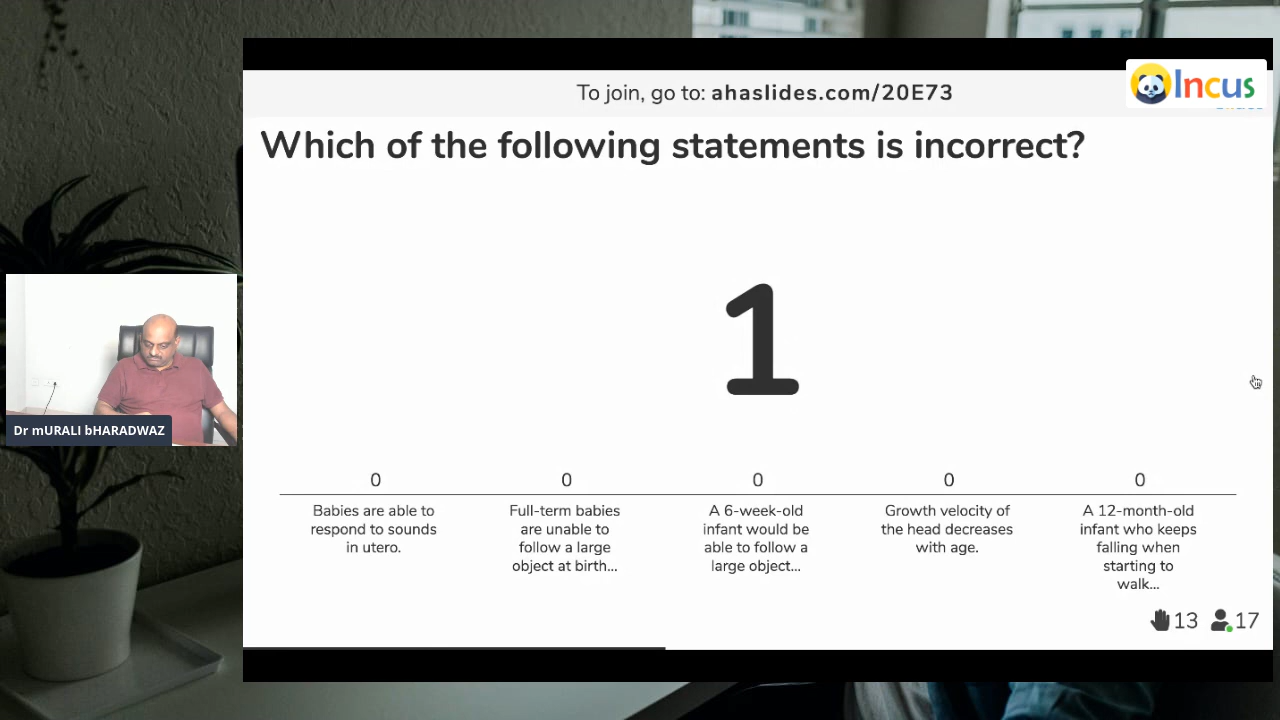 To join, go to: ahaslides.com/20E73
Incus
Which of the following statements is incorrect?
1
0
0
0
0
0
Babies are able to
respond to sounds
in utero.
Full-term babies
are unable to
follow a large
object at birth...
A 6-week-old
infant would be
able to follow a
large object...
Growth velocity of
the head decreases
with age.
A 12-month-old
infant who keeps
falling when
starting to
walk...
13
17
Dr mURALI bHARADWAZ